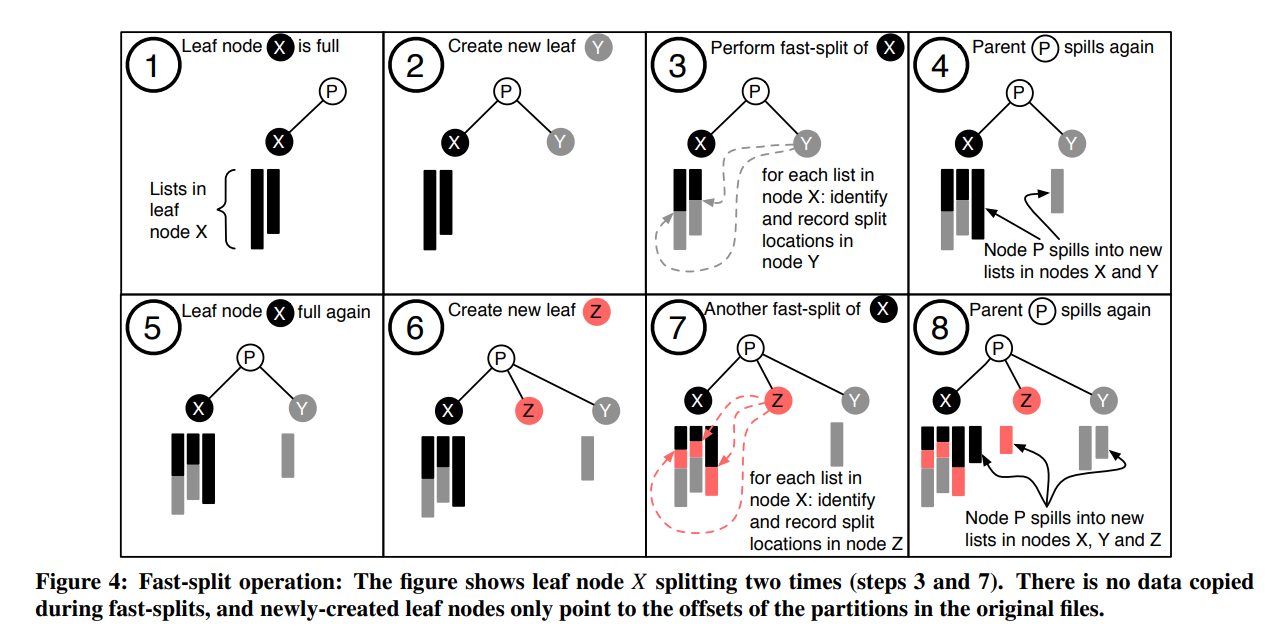 1
Leaf node X is full
P
X
Lists in
leaf
node X
2
Create new leaf Y
P
X
Y
3
Perform fast-split of X
P
X
Y
for each list in
node X: identify
and record split
locations in
node Y
4
Parent P spills again
P
X
Y
Node P spills into new
lists in nodes X and Y
5
Leaf node X full again
P
X
Y
6
Create new leaf Z
P
X
Z
Y
7
Another fast-split of X
P
X
Z
Y
for each list in
node X: identify
and record split
locations in node Z
8
Parent P spills again
P
X
Z
Y
Node P spills into new
lists in nodes X, Y and Z
Figure 4: Fast-split operation: The figure shows leaf node X splitting two times (steps 3 and 7). There is no data copied
during fast-splits, and newly-created leaf nodes only point to the offsets of the partitions in the original files.